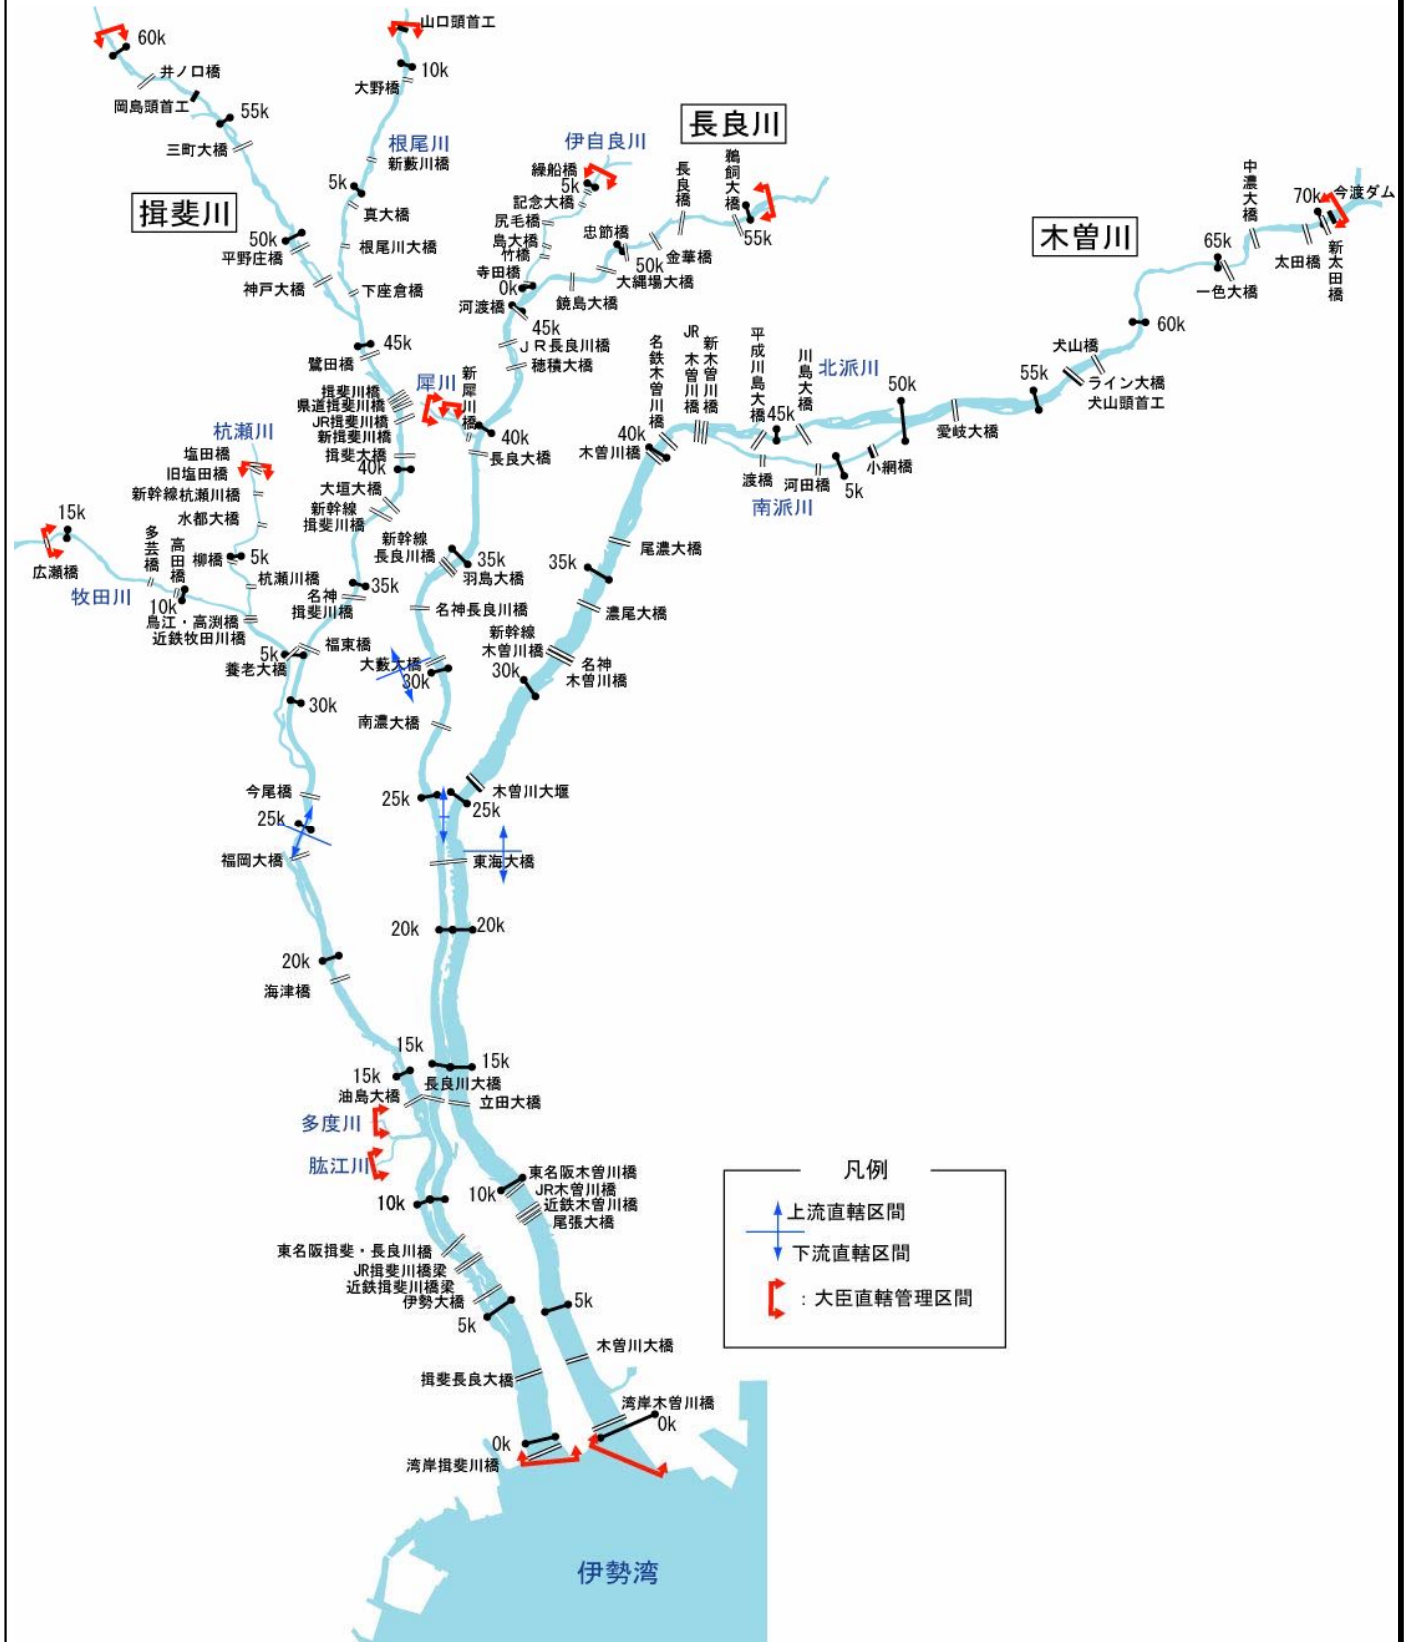 60k
井ノ口橋
岡島頭首工
55k
三町大橋
揖斐川
50k
平野庄橋
神戸大橋
山口頭首工
10k
大野橋
根尾川
新藪川橋
5k
真大橋
根尾川大橋
下座倉橋
45k
鷺田橋
揖斐川橋
県道揖斐川橋
JR揖斐川橋
新揖斐川橋
揖斐大橋
40k
大垣大橋
新幹線
揖斐川橋
35k
名神
揖斐川橋
福東橋
杭瀬川
塩田橋
旧塩田橋
新幹線杭瀬川橋
水都大橋
柳橋
5k
杭瀬川橋
15k
広瀬橋
牧田川
多芸橋
高田橋
10k
鳥江・高渕橋
近鉄牧田川橋
5k
養老大橋
30k
今尾橋
25k
福岡大橋
20k
海津橋
15k
油島大橋
多度川
肱江川
10k
東名阪揖斐・長良川橋
JR揖斐川橋梁
近鉄揖斐川橋梁
伊勢大橋
5k
揖斐長良大橋
0k
湾岸揖斐川橋
長良川
伊自良川
繰船橋
5k
記念大橋
尻毛橋
島大橋
竹橋
寺田橋
0k
河渡橋
長良橋
鵜飼大橋
55k
忠節橋
50k
金華橋
大縄場大橋
鏡島大橋
45k
JR長良川橋
穂積大橋
犀川
新犀川橋
40k
長良大橋
新幹線
長良川橋
35k
羽島大橋
名神長良川橋
大藪大橋
30k
南濃大橋
25k
20k
15k
長良川大橋
木曽川
中濃大橋
70k
今渡ダム
新太田橋
太田橋
65k
一色大橋
60k
犬山橋
ライン大橋
犬山頭首工
55k
愛岐大橋
50k
北派川
川島大橋
平成川島大橋
45k
新木曽川橋
JR木曽川橋
名鉄木曽川橋
40k
木曽川橋
渡橋
河田橋
小網橋
5k
南派川
尾濃大橋
35k
濃尾大橋
新幹線
木曽川橋
名神
木曽川橋
30k
木曽川大堰
25k
東海大橋
20k
15k
立田大橋
東名阪木曽川橋
10k
JR木曽川橋
近鉄木曽川橋
尾張大橋
5k
木曽川大橋
湾岸木曽川橋
0k
伊勢湾
凡例
上流直轄区間
下流直轄区間
：大臣直轄管理区間